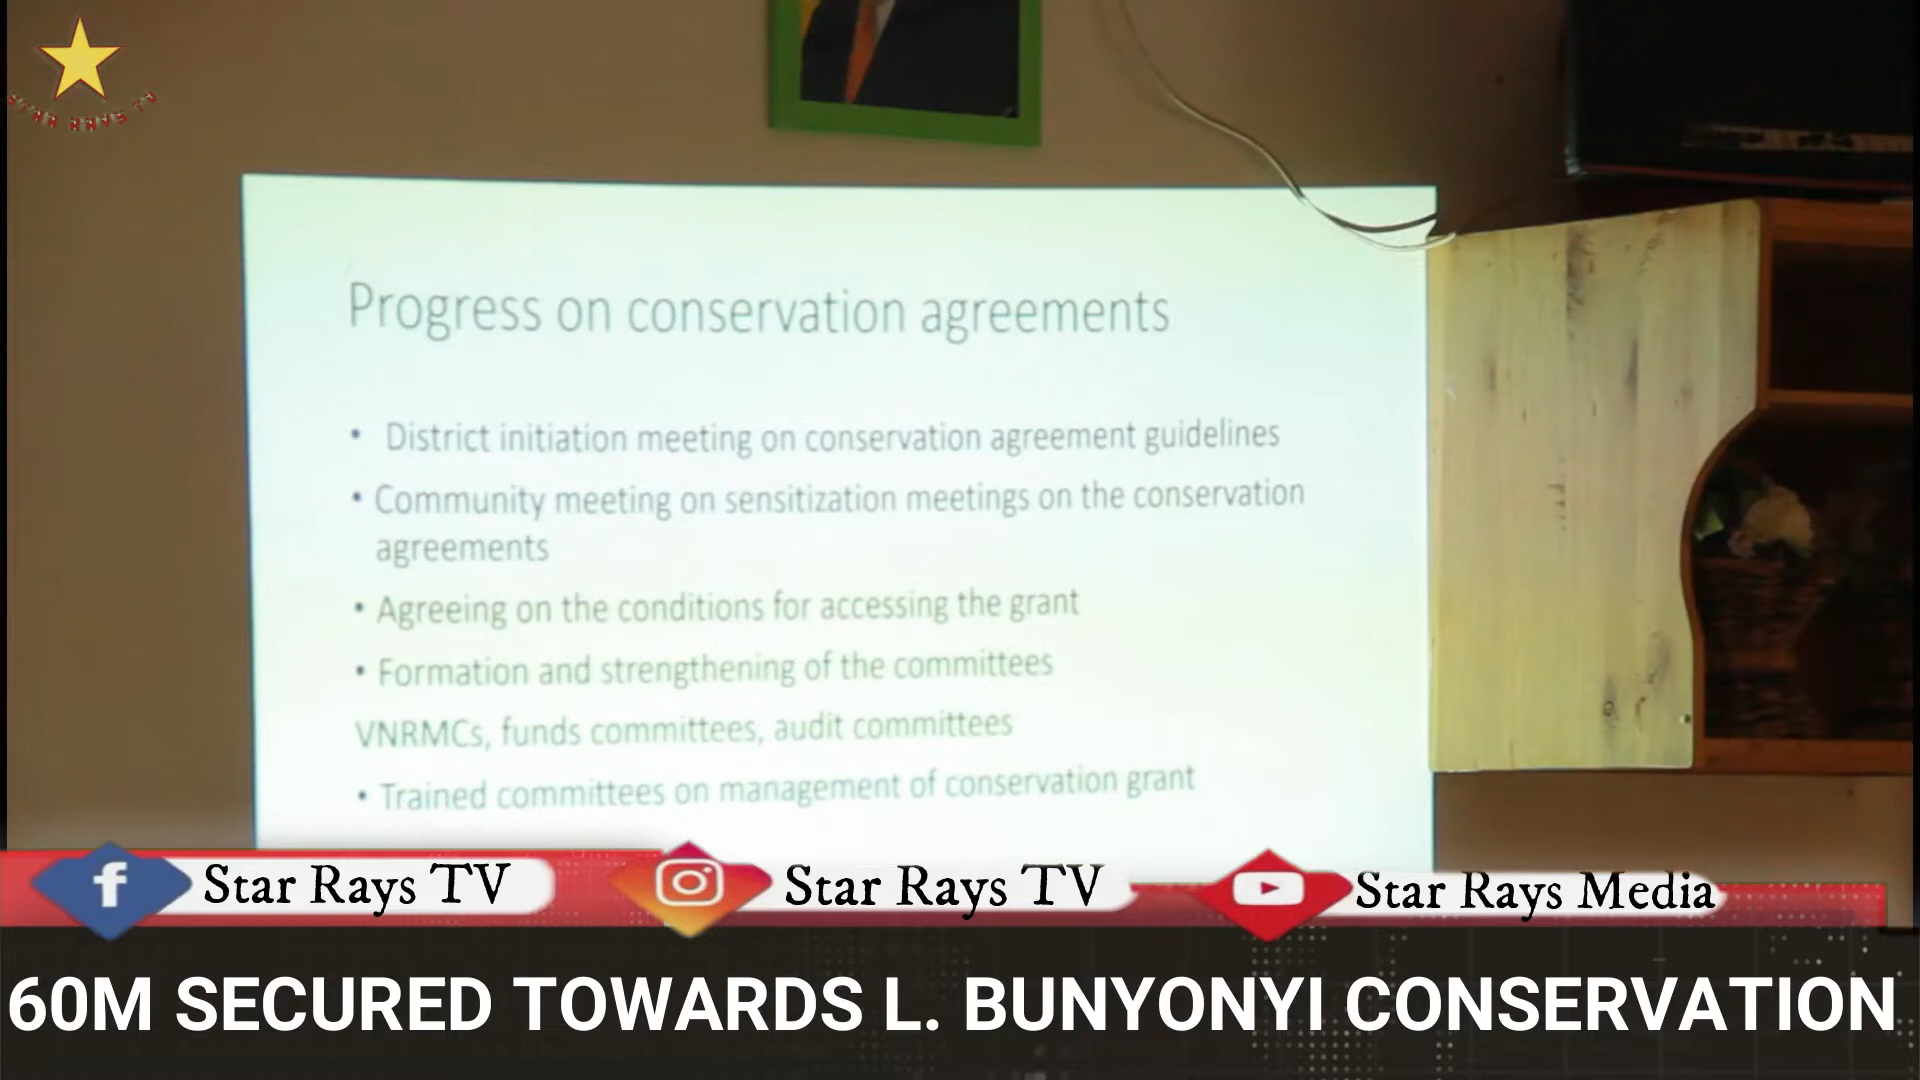 STAR RAYS TV
Progress on conservation agreements
• District initiation meeting on conservation agreement guidelines
• Community meeting on sensitization meetings on the conservation
agreements
• Agreeing on the conditions for accessing the grant
• Formation and strengthening of the committees
VNRMCs, funds committees, audit committees
• Trained committees on management of conservation grant
Star Rays TV
Star Rays TV
Star Rays Media
60M SECURED TOWARDS L. BUNYONYI CONSERVATION